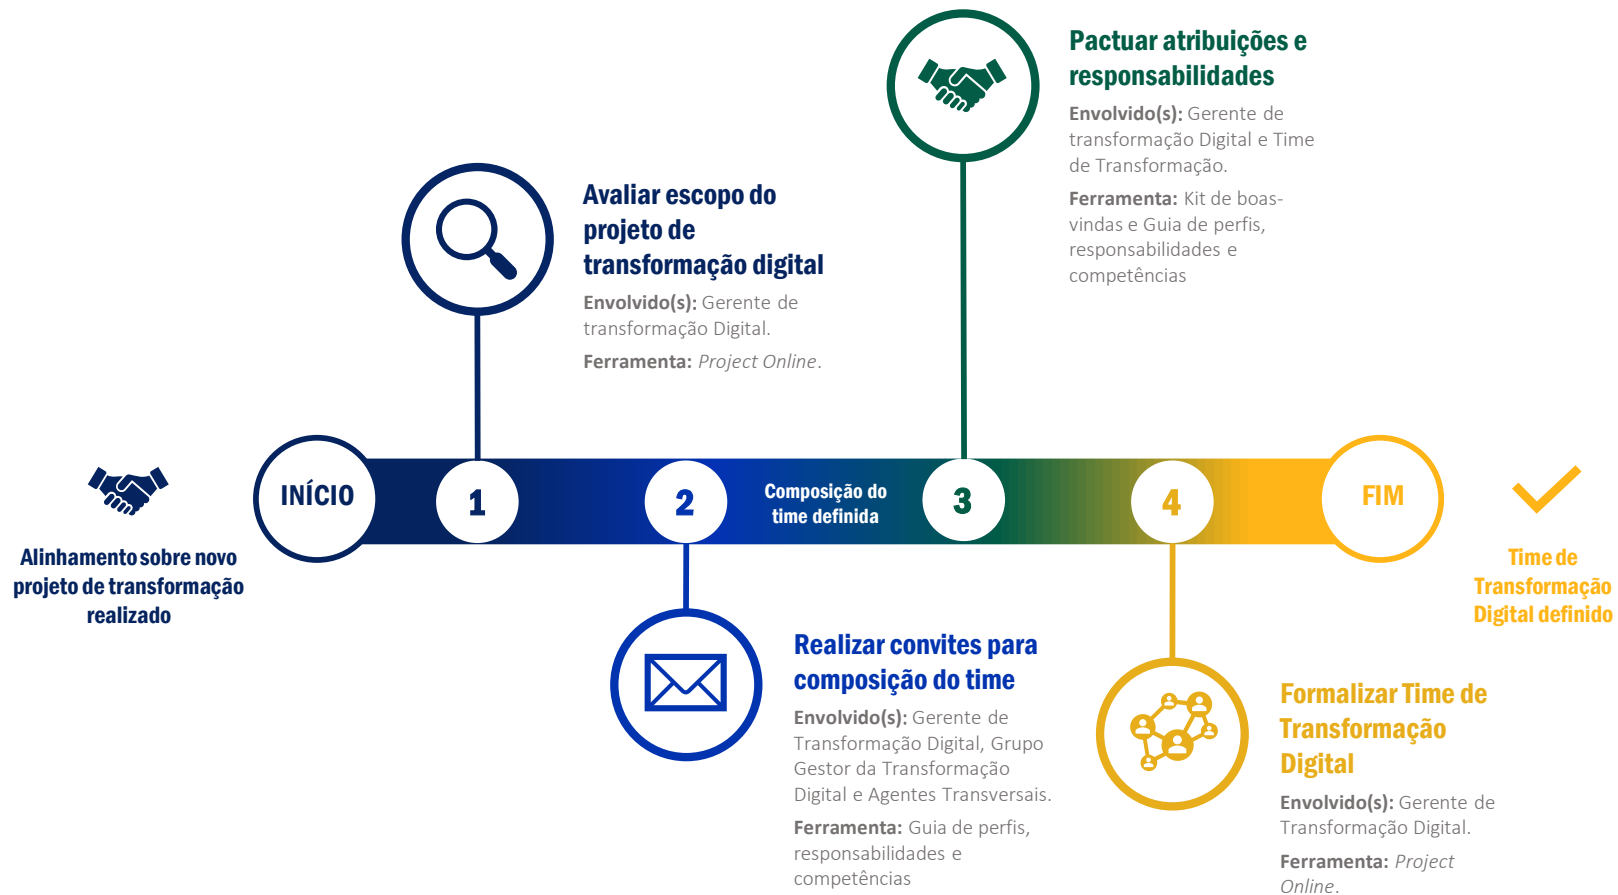 Pactuar atribuições e
responsabilidades
Envolvido(s): Gerente de
transformação Digital e Time
de Transformação.
Ferramenta: Kit de boas-
vindas e Guia de perfis,
responsabilidades e
competências
Avaliar escopo do
projeto de
transformação digital
Envolvido(s): Gerente de
transformação Digital.
Ferramenta: Project Online.
Alinhamento sobre novo
projeto de transformação
realizado
INÍCIO
1
2
Composição do
time definida
3
4
FIM
Time de
Transformação
Digital definido
Realizar convites para
composição do time
Envolvido(s): Gerente de
Transformação Digital, Grupo
Gestor da Transformação
Digital e Agentes Transversais.
Ferramenta: Guia de perfis,
responsabilidades e
competências
Formalizar Time de
Transformação
Digital
Envolvido(s): Gerente de
Transformação Digital.
Ferramenta: Project
Online.